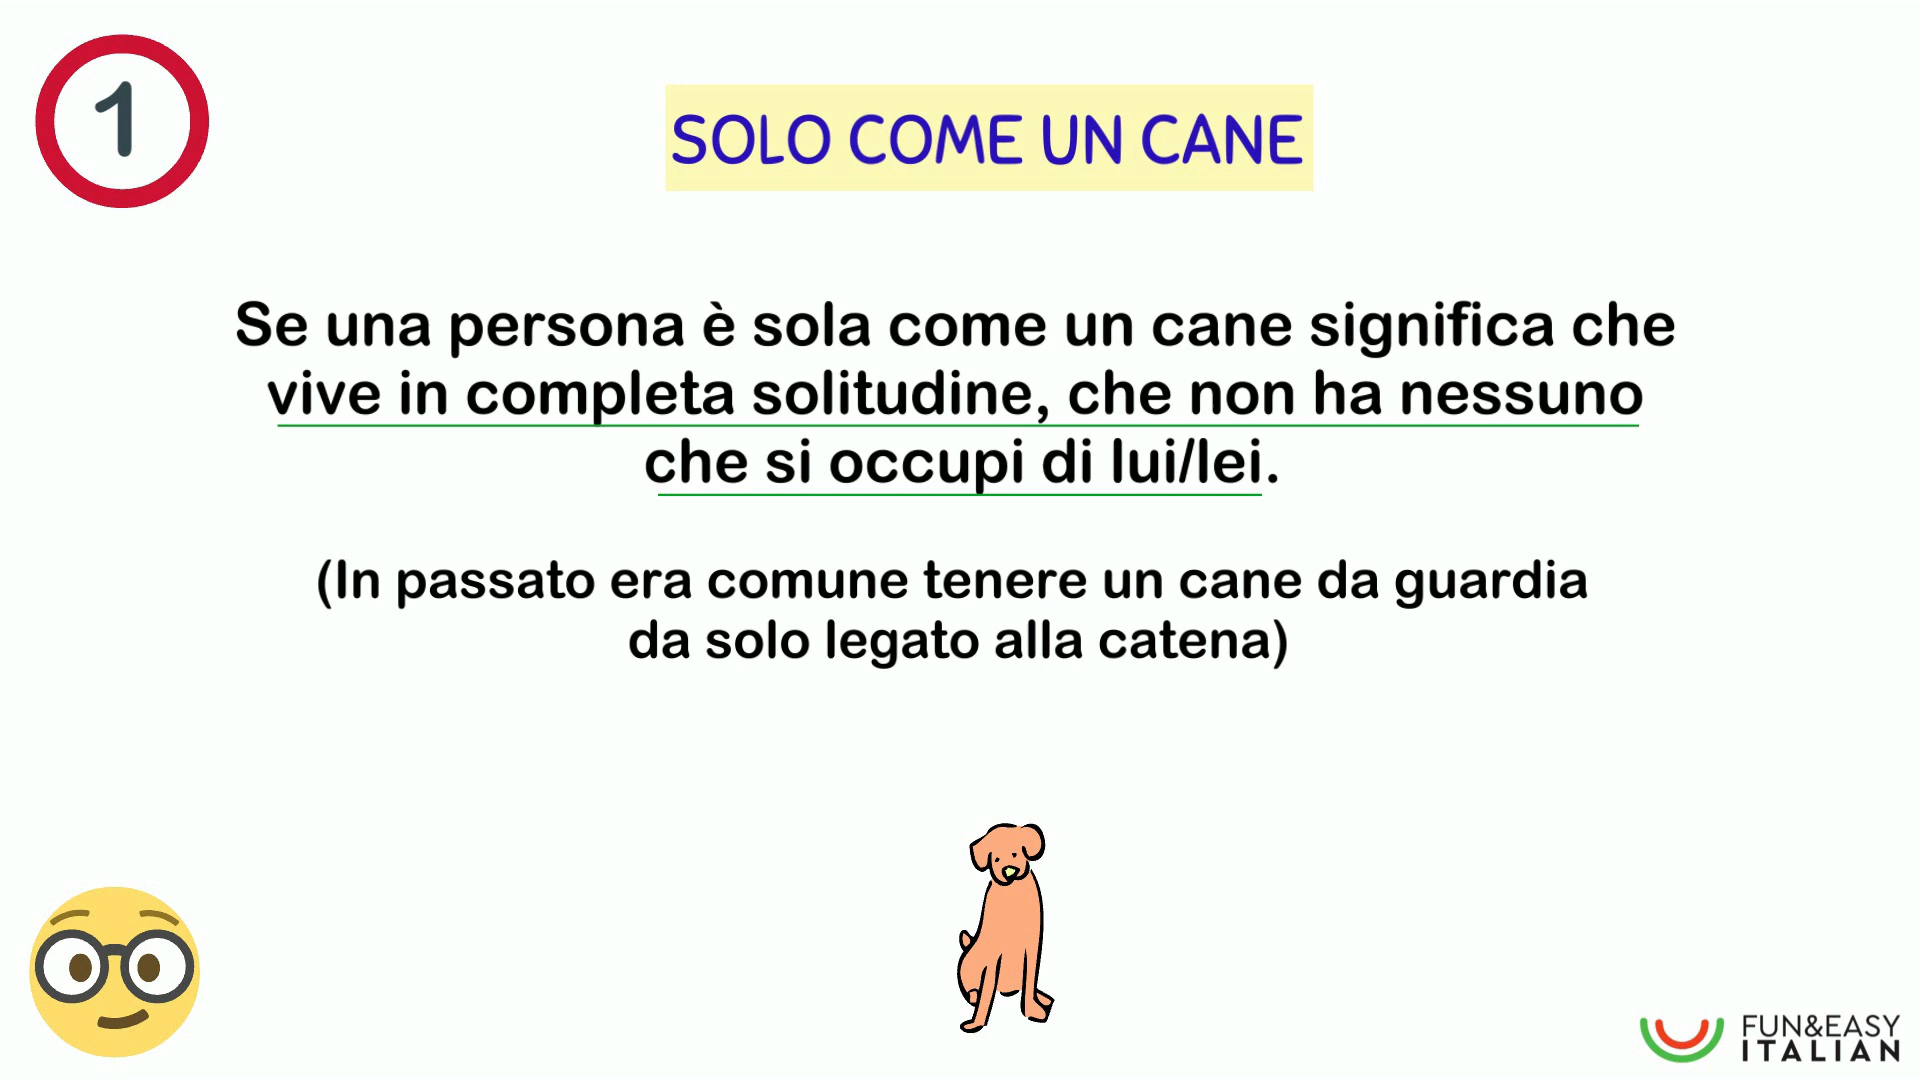 1
SOLO COME UN CANE
Se una persona è sola come un cane significa che
vive in completa solitudine, che non ha nessuno
che si occupi di lui/lei.
(In passato era comune tenere un cane da guardia
da solo legato alla catena)
FUN&EASY
ITALIAN